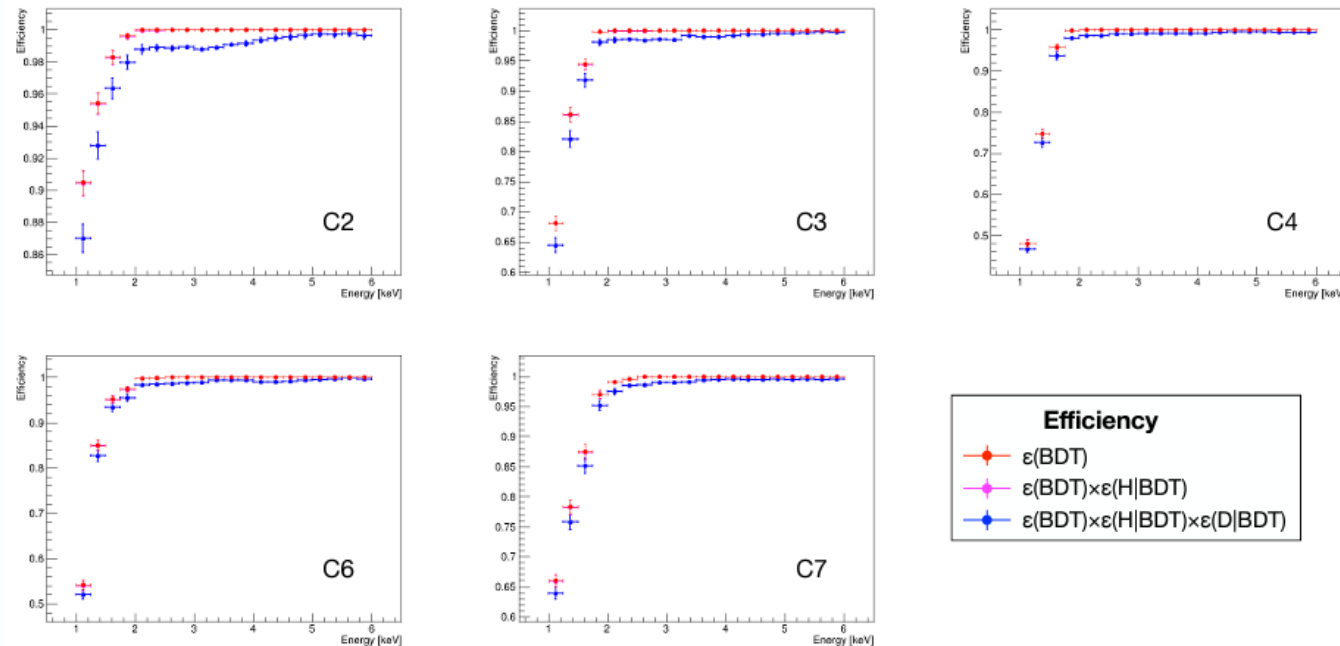 Efficiency
1
0.98
0.96
0.94
0.92
0.9
0.88
0.86
C2
1 2 3 4 5 6
Energy [keV]
Efficiency
1
0.95
0.9
0.85
0.8
0.75
0.7
0.65
0.6
C3
1 2 3 4 5 6
Energy [keV]
Efficiency
1
0.9
0.8
0.7
0.6
0.5
C4
1 2 3 4 5 6
Energy [keV]
Efficiency
1
0.9
0.8
0.7
0.6
0.5
C6
1 2 3 4 5 6
Energy [keV]
Efficiency
1
0.95
0.9
0.85
0.8
0.75
0.7
0.65
0.6
C7
1 2 3 4 5 6
Energy [keV]
Efficiency
ε(BDT)
ε(BDT)×ε(H|BDT)
ε(BDT)×ε(H|BDT)×ε(D|BDT)